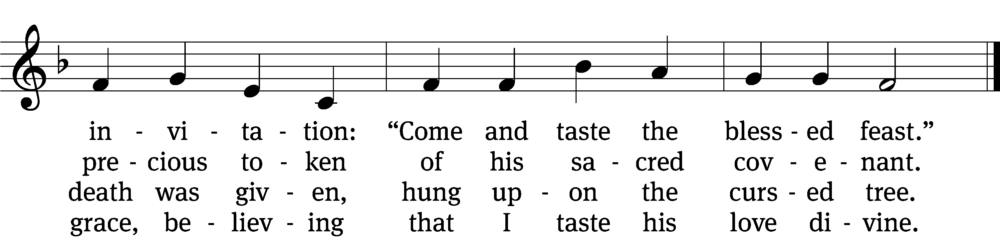 in - vi - ta - tion: “Come and taste the bless - ed feast.”
pre - cious to - ken of his sa - cred cov - e - nant.
death was giv - en, hung up - on the curs - ed tree.
grace, be - liev - ing that I taste his love di - vine.